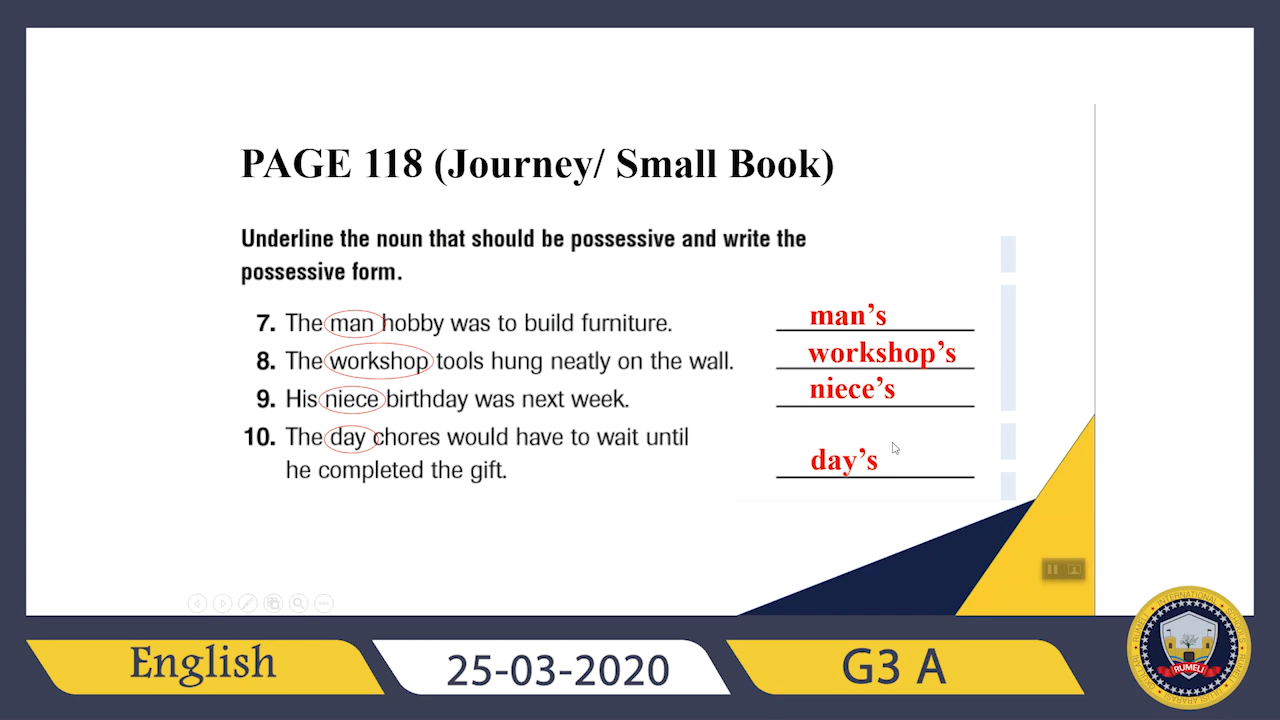 PAGE 118 (Journey/ Small Book)
Underline the noun that should be possessive and write the
possessive form.
7. The man hobby was to build furniture. man’s
8. The workshop tools hung neatly on the wall. workshop’s
9. His niece birthday was next week. niece’s
10. The day chores would have to wait until
he completed the gift. day’s
English
25-03-2020
G3 A
RUMELI